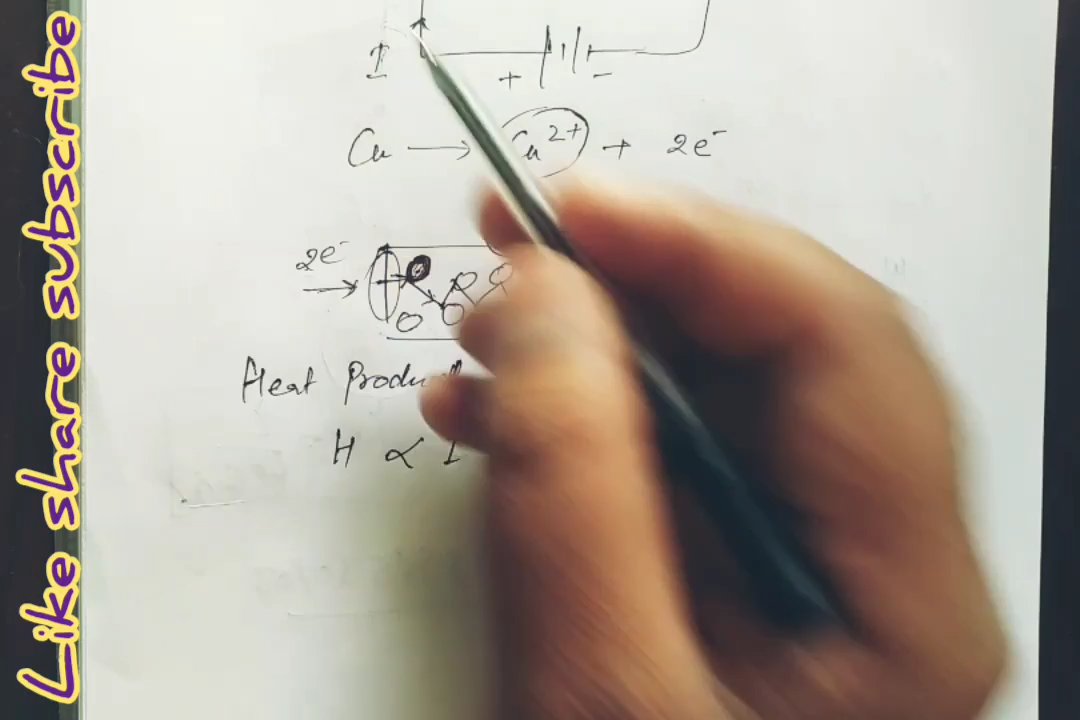 Like share subscribe
I
+ -
Cu → Cu²⁺ + 2e⁻
2e⁻
Heat
H ∝ I